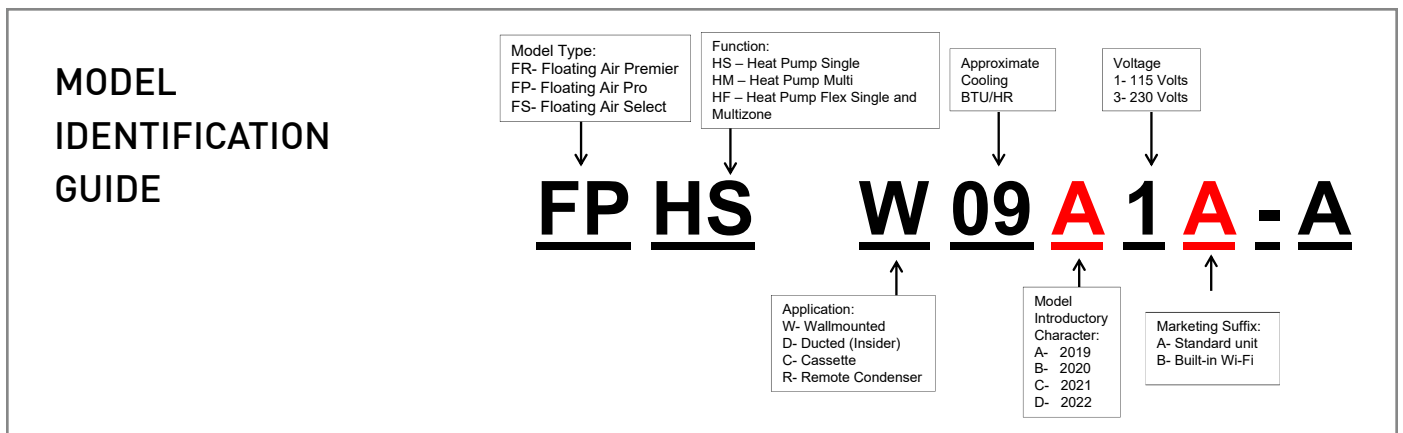 MODEL
IDENTIFICATION
GUIDE
Model Type:
FR- Floating Air Premier
FP- Floating Air Pro
FS- Floating Air Select
Function:
HS – Heat Pump Single
HM – Heat Pump Multi
HF – Heat Pump Flex Single and
Multizone
Approximate
Cooling
BTU/HR
Voltage
1- 115 Volts
3- 230 Volts
FP HS W 09 A 1 A - A
Application:
W- Wallmounted
D- Ducted (Insider)
C- Cassette
R- Remote Condenser
Model
Introductory
Character:
A- 2019
B- 2020
C- 2021
D- 2022
Marketing Suffix:
A- Standard unit
B- Built-in Wi-Fi